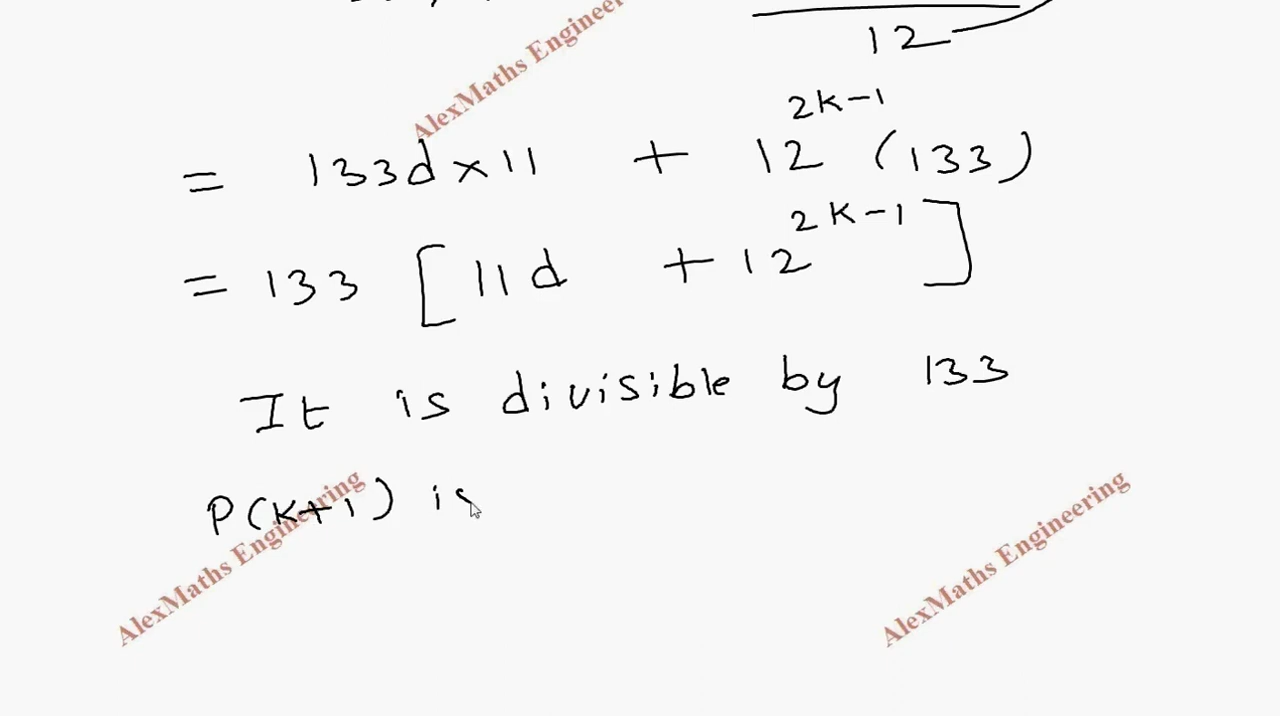 12
AlexMaths Engineer
= 133d × 11 + 12^{2K-1} (133)
= 133 [ 11d + 12^{2K-1} ]
It is divisible by 133
P(K+1) is
AlexMaths Engineering
AlexMaths Engineering